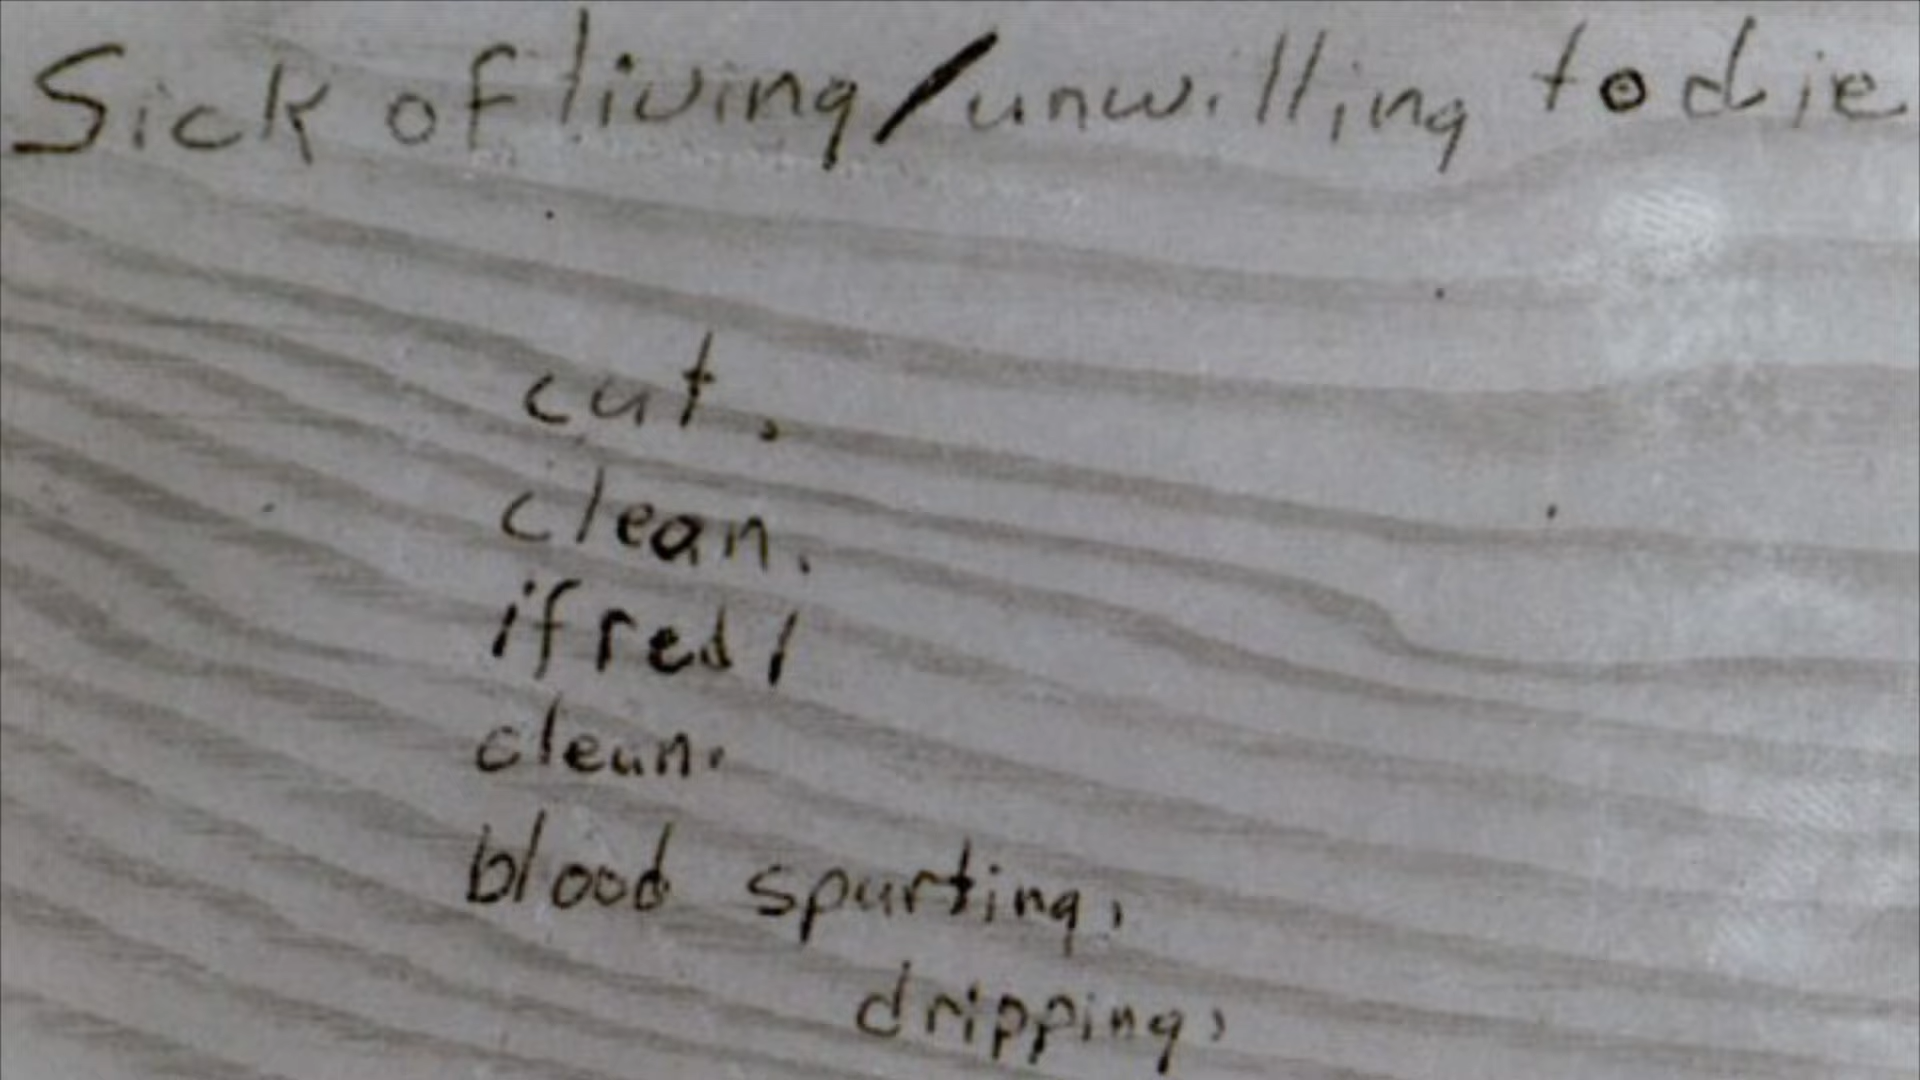 Sick of living/unwilling to die
cut.
clean.
if red /
clean.
blood spurting,
dripping,